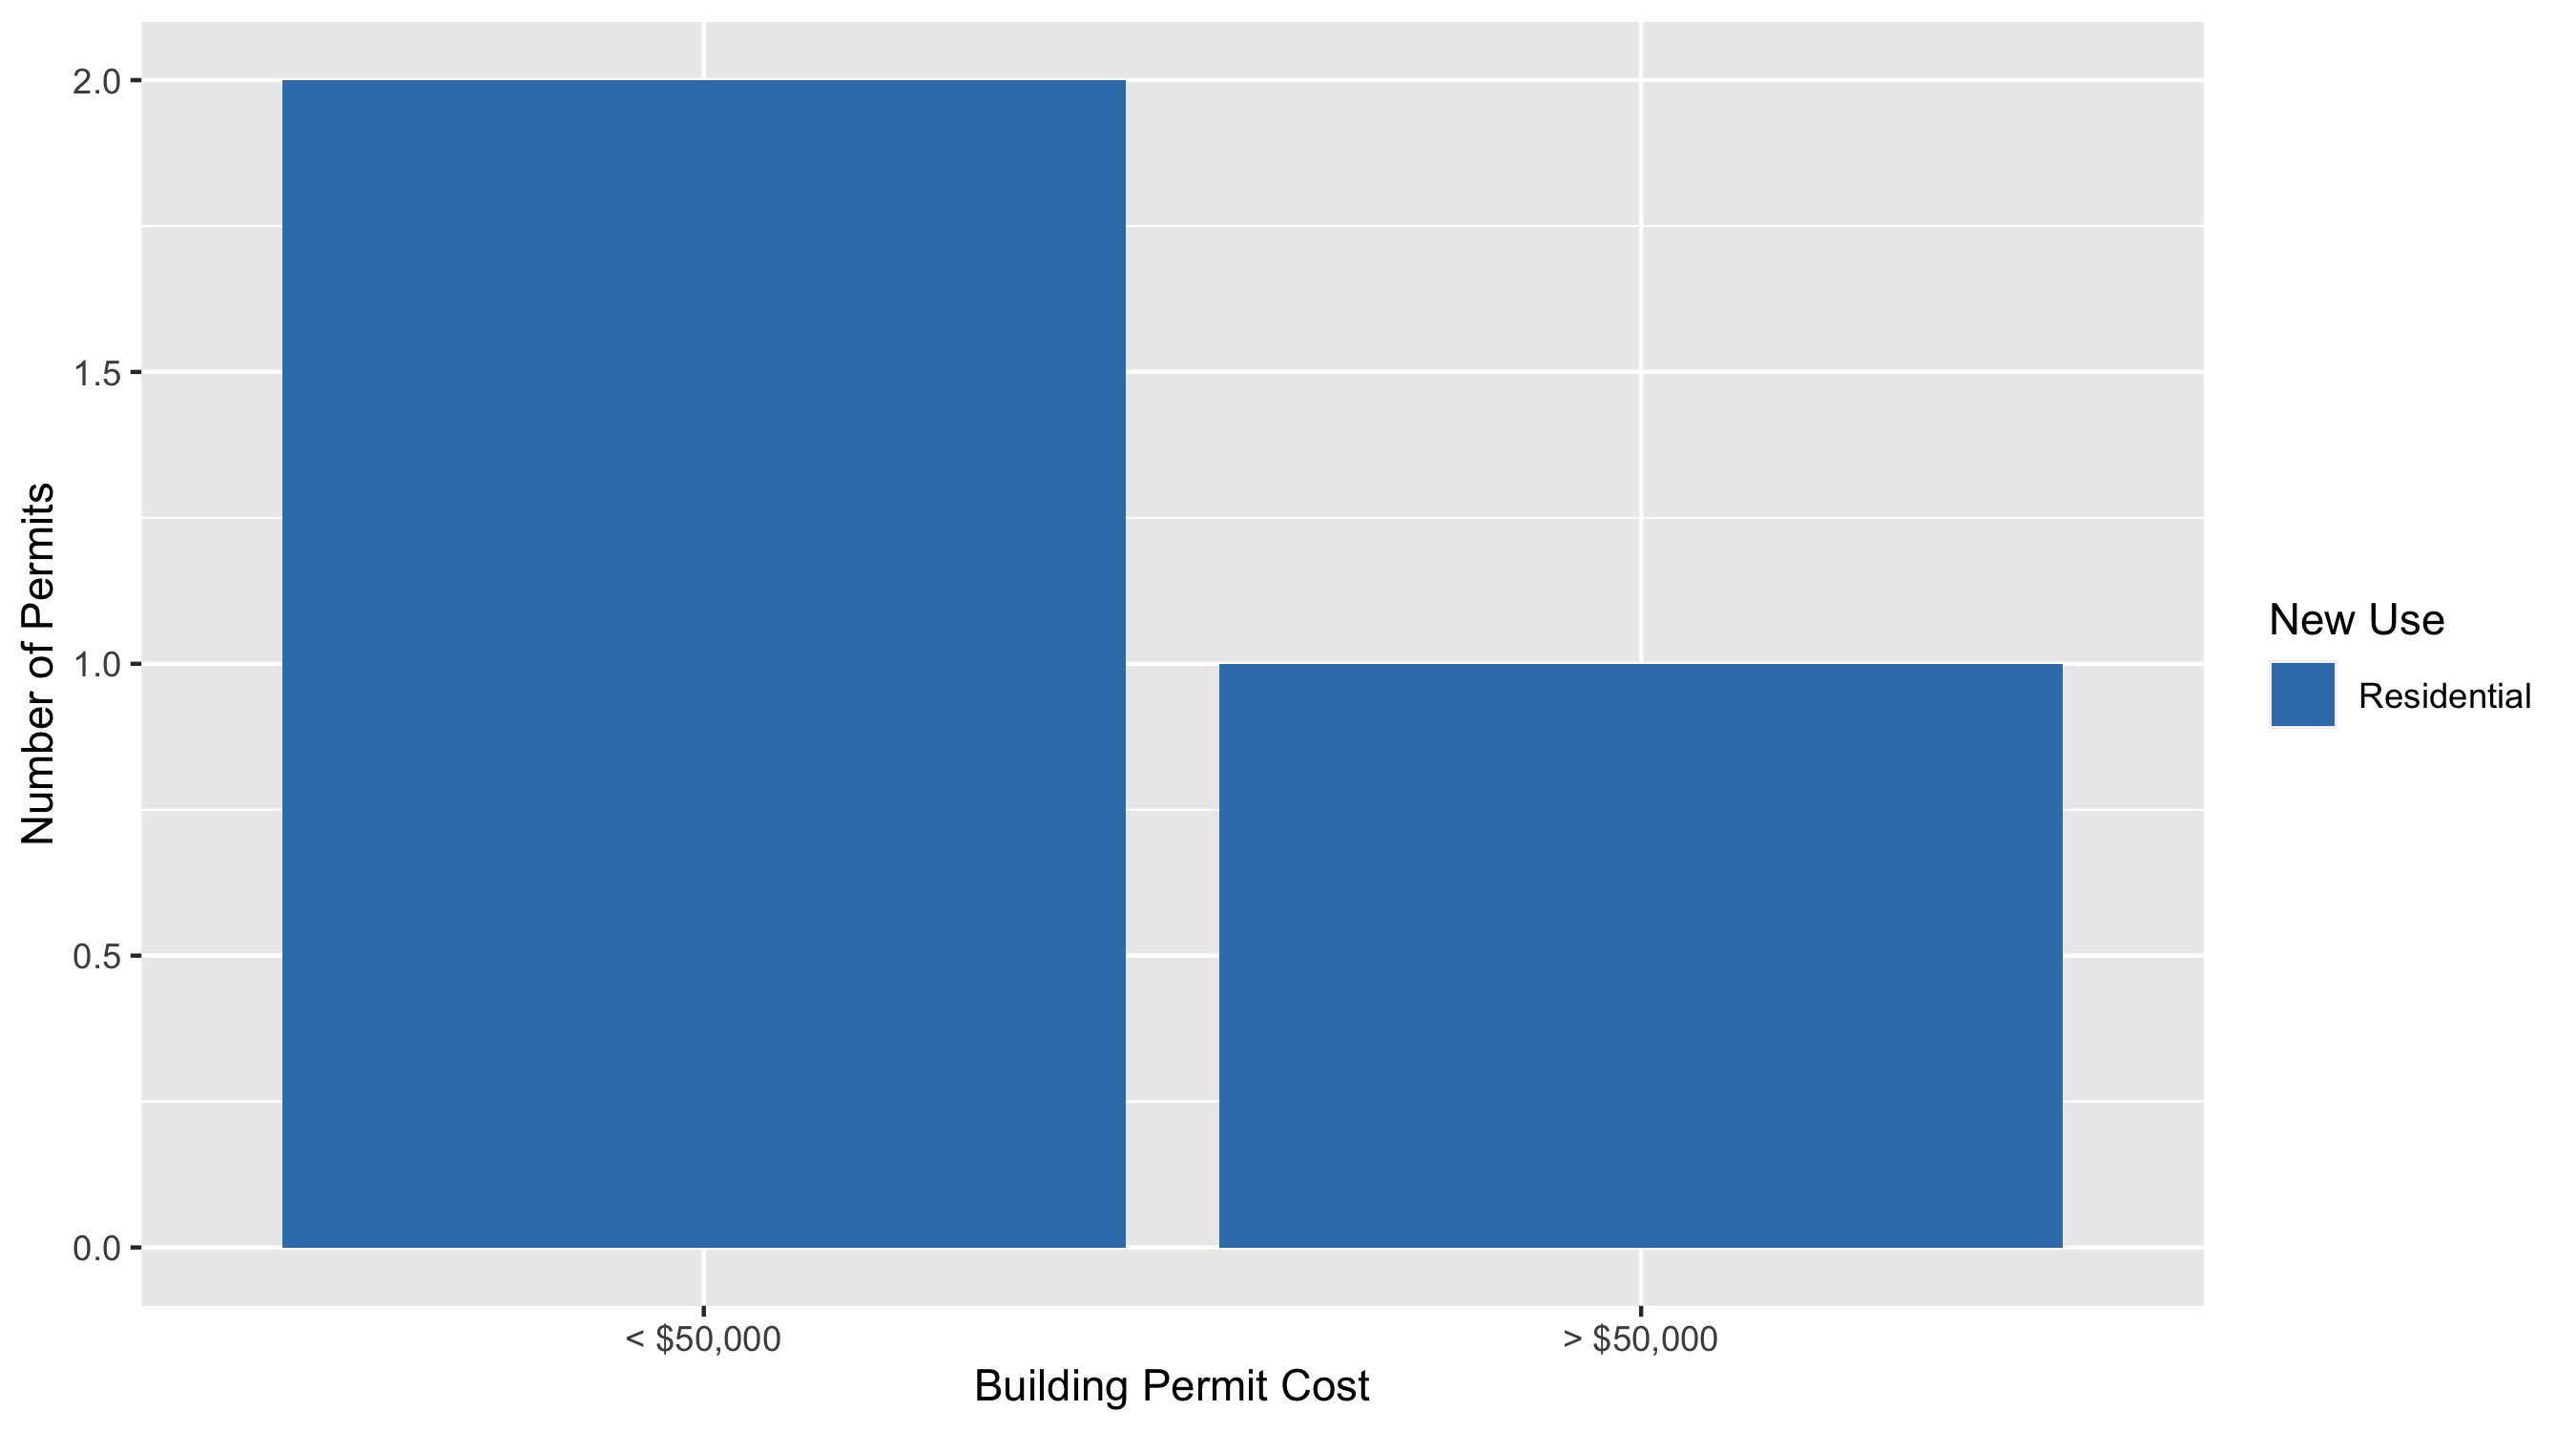 2.0
1.5
1.0
0.5
0.0
Number of Permits
< $50,000
> $50,000
Building Permit Cost
New Use
Residential